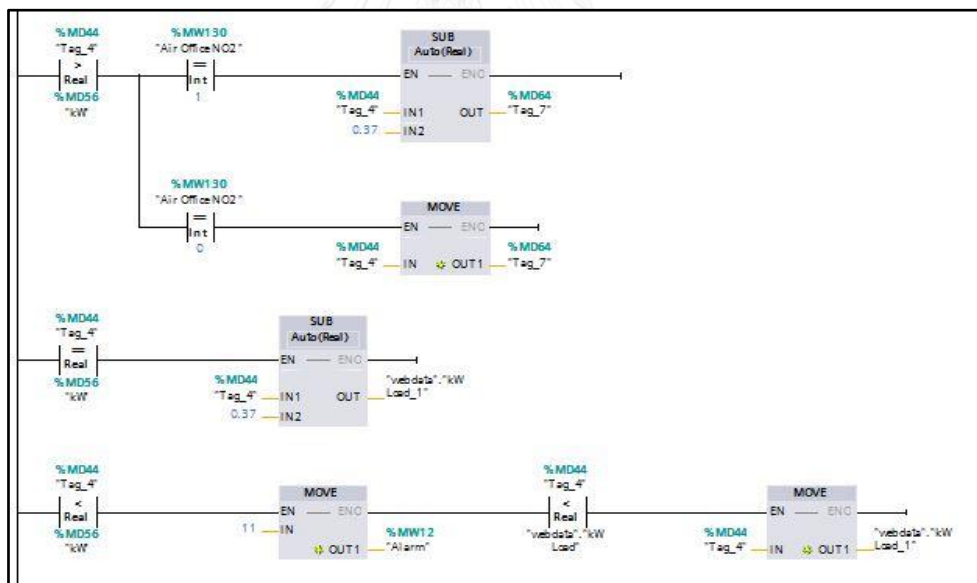 %MD44
"Tag_4"
>
Real
%MD56
"kW"
%MW130
"Air Office NO2"
==
Int
1
SUB
Auto (Real)
EN ENO
%MD44
"Tag_4" IN1
0.37 IN2
OUT
%MD64
"Tag_7"
%MW130
"Air Office NO2"
==
Int
0
MOVE
EN ENO
%MD44
"Tag_4" IN
OUT1
%MD64
"Tag_7"
%MD44
"Tag_4"
==
Real
%MD56
"kW"
SUB
Auto (Real)
EN ENO
%MD44
"Tag_4" IN1
0.37 IN2
OUT
"webdata"."kW
Load_1"
%MD44
"Tag_4"
<
Real
%MD56
"kW"
MOVE
EN ENO
11 IN
OUT1
%MW12
"Alarm"
%MD44
"Tag_4"
<
Real
"webdata"."kW
Load"
MOVE
EN ENO
%MD44
"Tag_4" IN
OUT1
"webdata"."kW
Load_1"